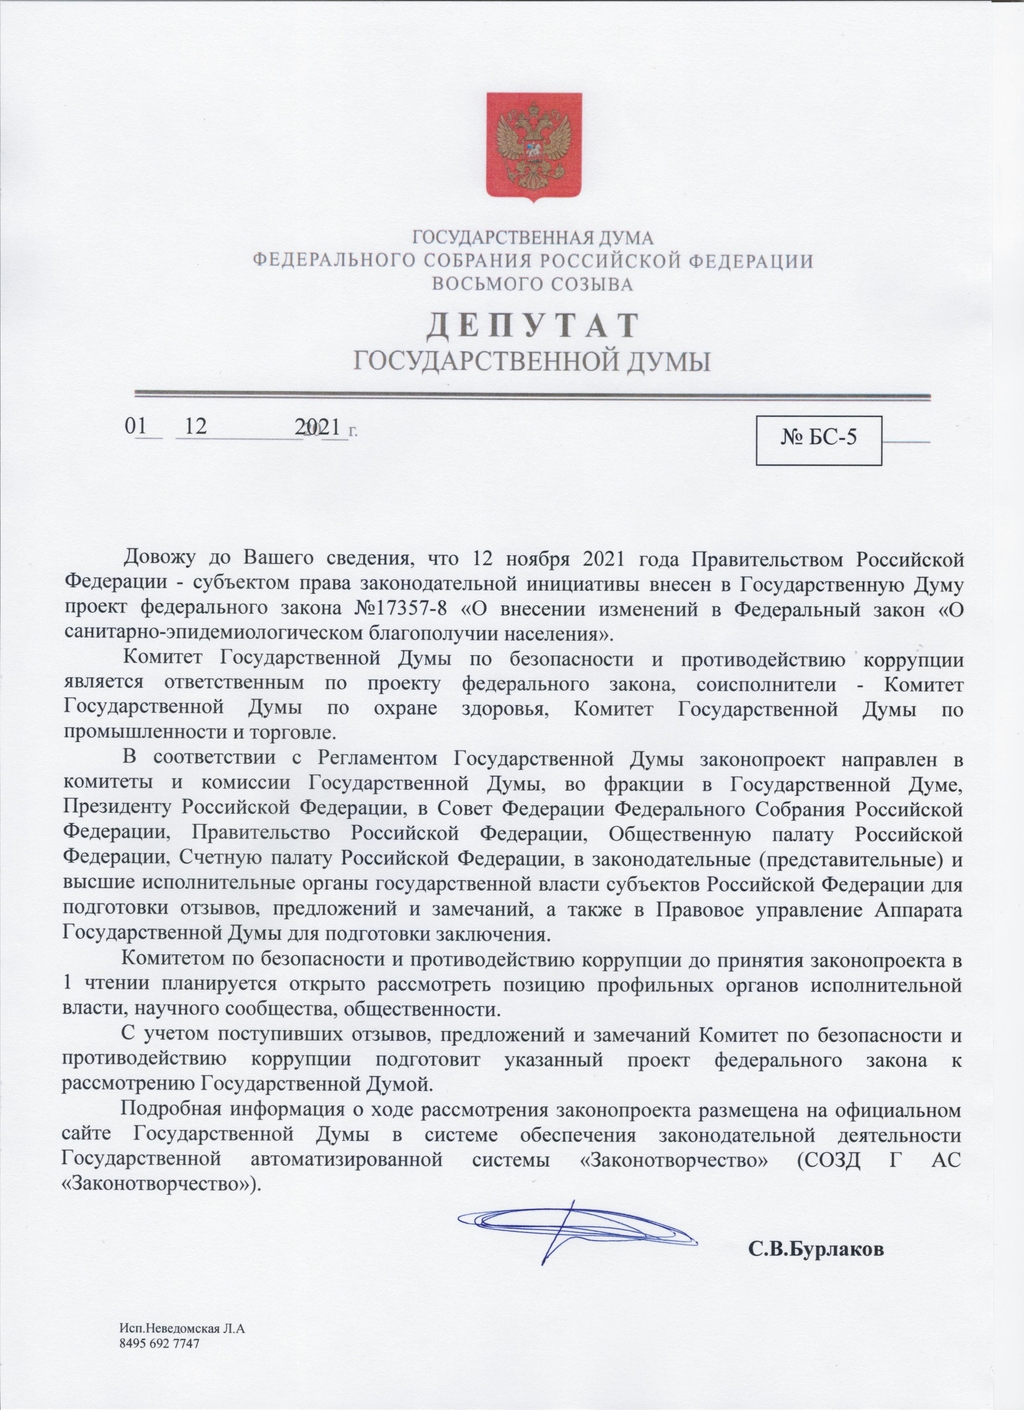 ГОСУДАРСТВЕННАЯ ДУМА
ФЕДЕРАЛЬНОГО СОБРАНИЯ РОССИЙСКОЙ ФЕДЕРАЦИИ
ВОСЬМОГО СОЗЫВА
ДЕПУТАТ
ГОСУДАРСТВЕННОЙ ДУМЫ
01 12 2021 г.
№ БС-5
Довожу до Вашего сведения, что 12 ноября 2021 года Правительством Российской
Федерации - субъектом права законодательной инициативы внесен в Государственную Думу
проект федерального закона №17357-8 «О внесении изменений в Федеральный закон «О
санитарно-эпидемиологическом благополучии населения».
Комитет Государственной Думы по безопасности и противодействию коррупции
является ответственным по проекту федерального закона, соисполнители - Комитет
Государственной Думы по охране здоровья, Комитет Государственной Думы по
промышленности и торговле.
В соответствии с Регламентом Государственной Думы законопроект направлен в
комитеты и комиссии Государственной Думы, во фракции в Государственной Думе,
Президенту Российской Федерации, в Совет Федерации Федерального Собрания Российской
Федерации, Правительство Российской Федерации, Общественную палату Российской
Федерации, Счетную палату Российской Федерации, в законодательные (представительные) и
высшие исполнительные органы государственной власти субъектов Российской Федерации для
подготовки отзывов, предложений и замечаний, а также в Правовое управление Аппарата
Государственной Думы для подготовки заключения.
Комитетом по безопасности и противодействию коррупции до принятия законопроекта в
1 чтении планируется открыто рассмотреть позицию профильных органов исполнительной
власти, научного сообщества, общественности.
С учетом поступивших отзывов, предложений и замечаний Комитет по безопасности и
противодействию коррупции подготовит указанный проект федерального закона к
рассмотрению Государственной Думой.
Подробная информация о ходе рассмотрения законопроекта размещена на официальном
сайте Государственной Думы в системе обеспечения законодательной деятельности
Государственной автоматизированной системы «Законотворчество» (СОЗД Г АС
«Законотворчество»).
С.В.Бурлаков
Исп.Неведомская Л.А
8495 692 7747